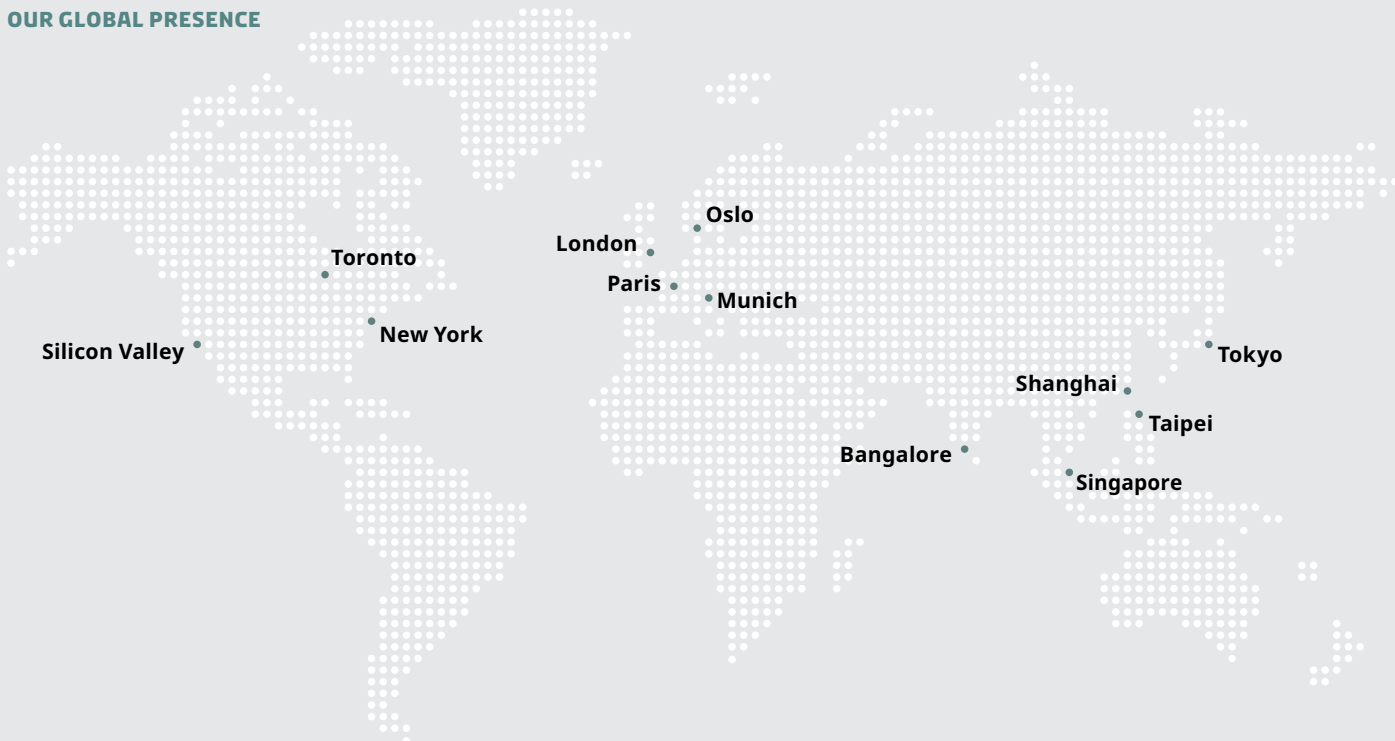 OUR GLOBAL PRESENCE
Oslo
London
Toronto
Paris
Munich
New York
Silicon Valley
Tokyo
Shanghai
Taipei
Bangalore
Singapore